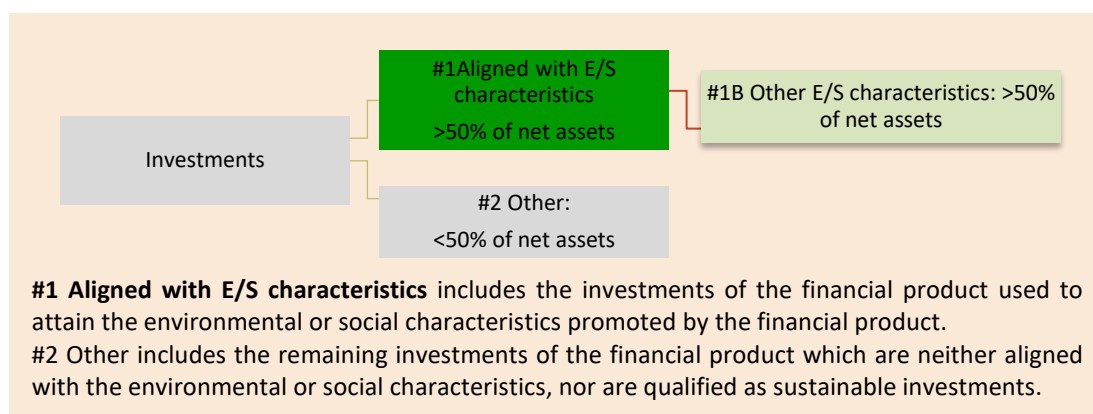 #1Aligned with E/S
characteristics
>50% of net assets
#1B Other E/S characteristics: >50%
of net assets
Investments
#2 Other:
<50% of net assets
#1 Aligned with E/S characteristics includes the investments of the financial product used to
attain the environmental or social characteristics promoted by the financial product.
#2 Other includes the remaining investments of the financial product which are neither aligned
with the environmental or social characteristics, nor are qualified as sustainable investments.